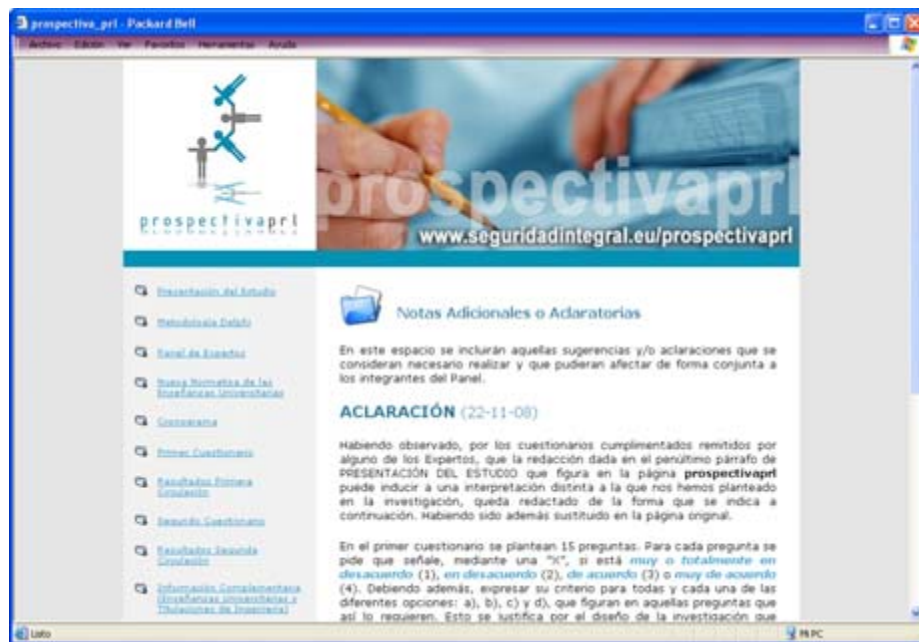 prospectiva_prl - Packard Bell
Archivo Edición Ver Favoritos Herramientas Ayuda
prospectivaprl
prospectivaprl
www.seguridadintegral.eu/prospectivaprl
Presentación del Estudio
Metodología Delphi
Panel de Expertos
Nueva Normativa de las
Enseñanzas Universitarias
Cronograma
Primer Cuestionario
Resultados Primera
Circulación
Segundo Cuestionario
Resultados Segunda
Circulación
Información Complementaria
(Enseñanzas Universitarias y
Titulaciones de Ingeniería)
Notas Adicionales o Aclaratorias
En este espacio se incluirán aquellas sugerencias y/o aclaraciones que se
consideran necesario realizar y que pudieran afectar de forma conjunta a
los integrantes del Panel.
ACLARACIÓN (22-11-08)
Habiendo observado, por los cuestionarios cumplimentados remitidos por
alguno de los Expertos, que la redacción dada en el penúltimo párrafo de
PRESENTACIÓN DEL ESTUDIO que figura en la página prospectivaprl
puede inducir a una interpretación distinta a la que nos hemos planteado
en la investigación, queda redactado de la forma que se indica a
continuación. Habiendo sido además sustituido en la página original.
En el primer cuestionario se plantean 15 preguntas. Para cada pregunta se
pide que señale, mediante una "X", si está muy o totalmente en
desacuerdo (1), en desacuerdo (2), de acuerdo (3) o muy de acuerdo
(4). Debiendo además, expresar su criterio para todas y cada una de las
diferentes opciones: a), b), c) y d), que figuran en aquellas preguntas que
así lo requieren. Esto se justifica por el diseño de la investigación que
Listo
Mi PC